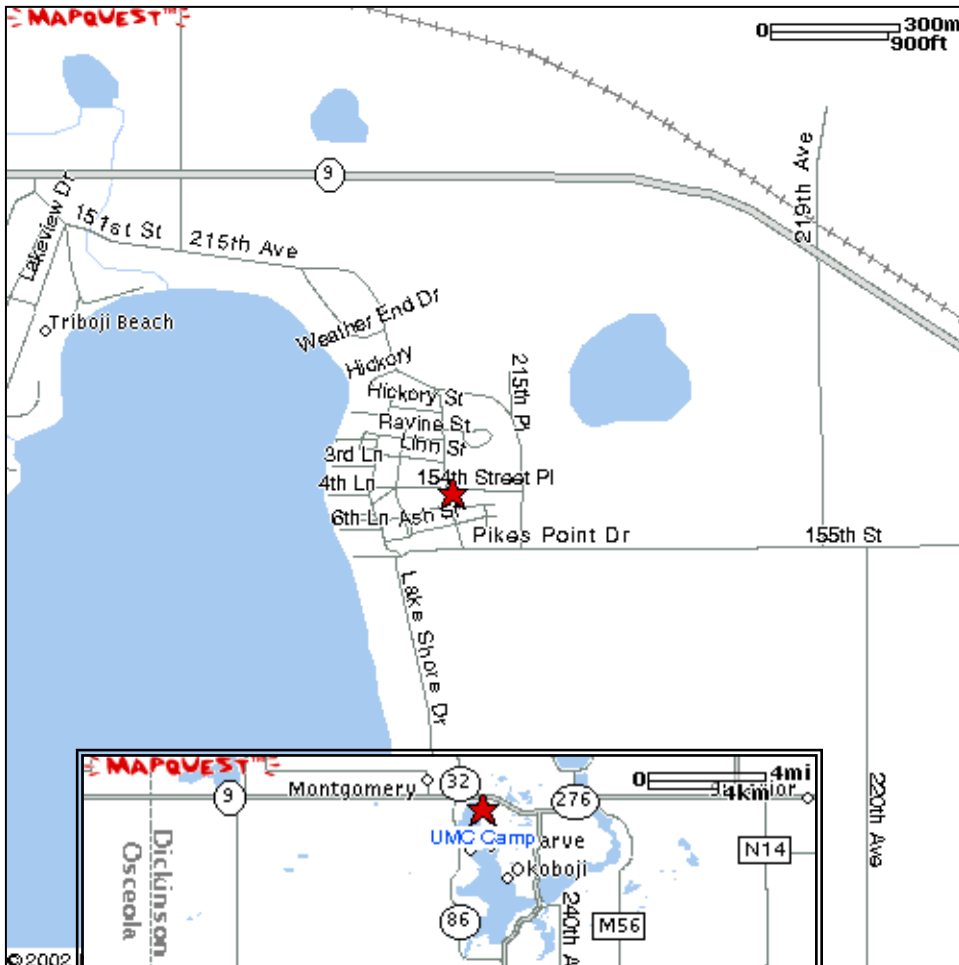 MAPQUEST™
0 300m
900ft
9
Lakeview Dr
151st St
215th Ave
219th Ave
Triboji Beach
Weather End Dr
Hickory
Hickory St
215th Pl
Ravine St
Linn St
3rd Ln
4th Ln
154th Street Pl
6th Ln
Ash St
Pikes Point Dr
155th St
Lake Shore Dr
220th Ave
MAPQUEST™
0 4mi
4km
9
Montgomery
32
276
UMC Camp
arve
Okoboji
N14
Dickinson
Osceola
86
240th A
M56
©2002